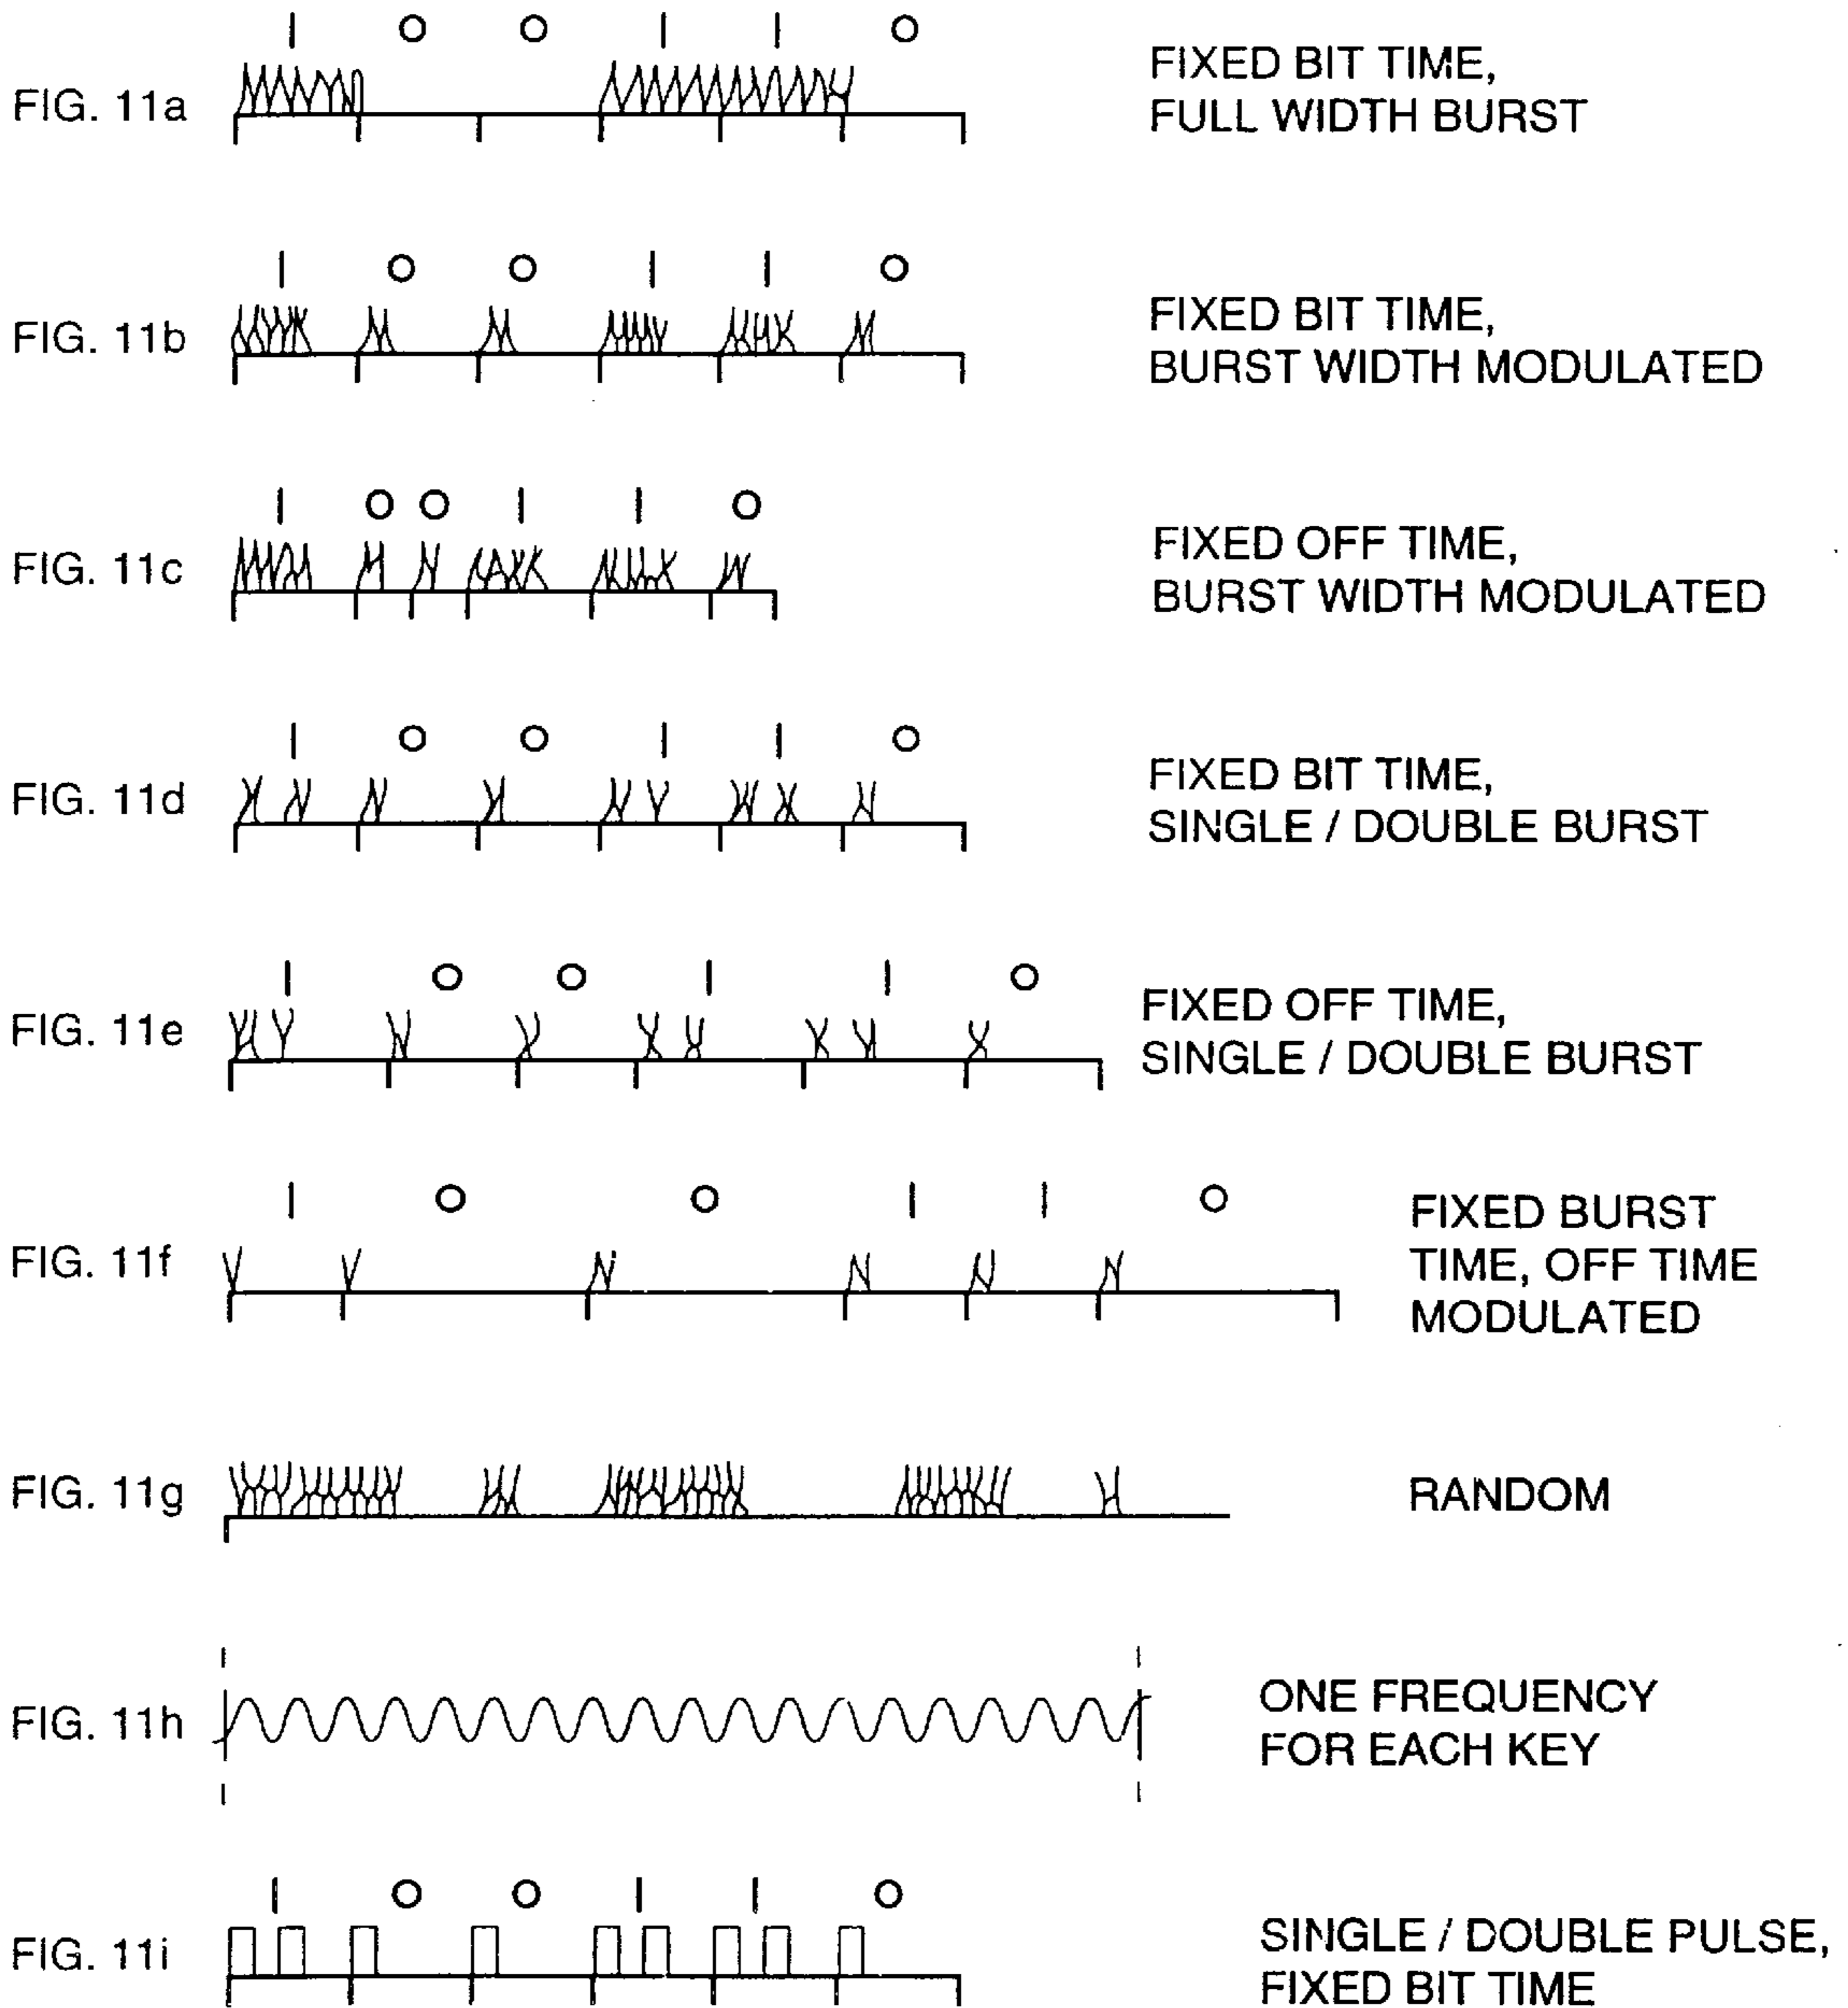 | O O | | O
FIG. 11a
FIXED BIT TIME,
FULL WIDTH BURST
| O O | | O
FIG. 11b
FIXED BIT TIME,
BURST WIDTH MODULATED
| O O | | O
FIG. 11c
FIXED OFF TIME,
BURST WIDTH MODULATED
| O O | | O
FIG. 11d
FIXED BIT TIME,
SINGLE / DOUBLE BURST
| O O | | O
FIG. 11e
FIXED OFF TIME,
SINGLE / DOUBLE BURST
| O O | | O
FIG. 11f
FIXED BURST
TIME, OFF TIME
MODULATED
FIG. 11g
RANDOM
FIG. 11h
ONE FREQUENCY
FOR EACH KEY
| O O | | O
FIG. 11i
SINGLE / DOUBLE PULSE,
FIXED BIT TIME